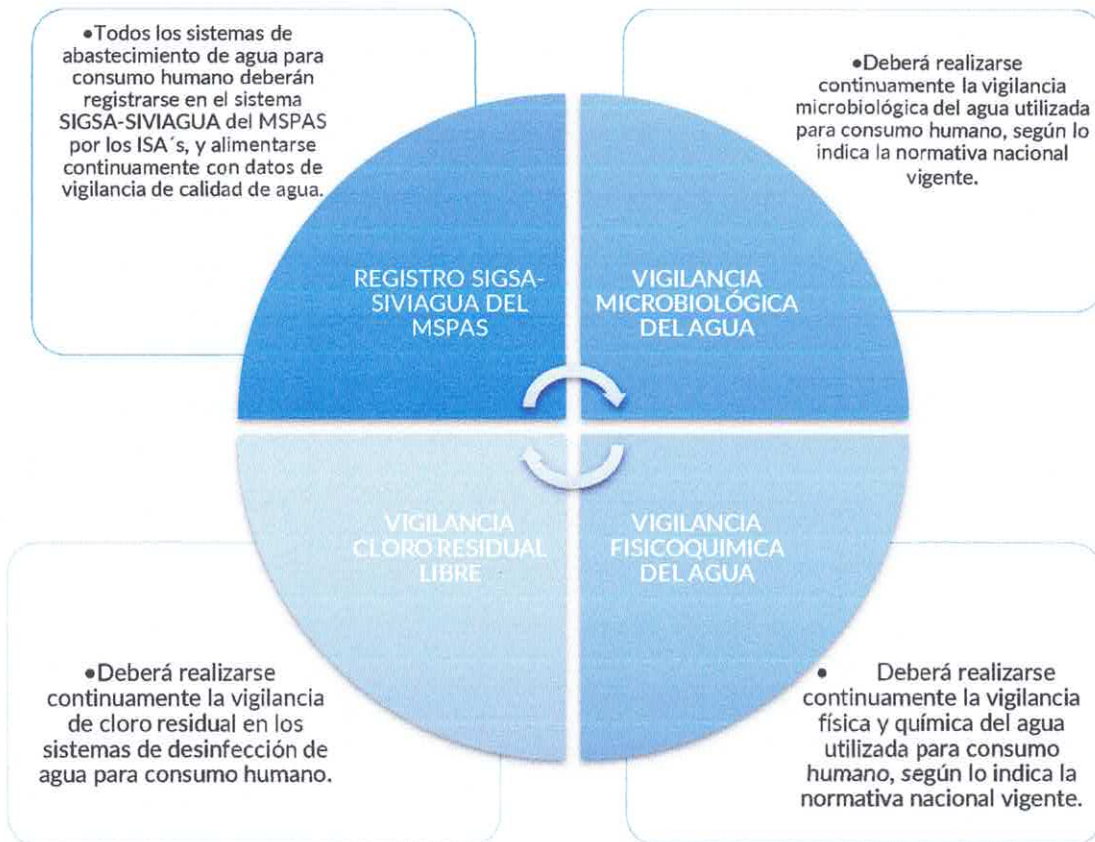 •Todos los sistemas de
abastecimiento de agua para
consumo humano deberán
registrarse en el sistema
SIGSA-SIVIAGUA del MSPAS
por los ISA´s, y alimentarse
continuamente con datos de
vigilancia de calidad de agua.
•Deberá realizarse
continuamente la vigilancia
microbiológica del agua utilizada
para consumo humano, según lo
indica la normativa nacional
vigente.
REGISTRO SIGSA-
SIVIAGUA DEL
MSPAS
VIGILANCIA
MICROBIOLÓGICA
DEL AGUA
VIGILANCIA
CLORO RESIDUAL
LIBRE
VIGILANCIA
FISICOQUIMICA
DEL AGUA
•Deberá realizarse
continuamente la vigilancia
de cloro residual en los
sistemas de desinfección de
agua para consumo humano.
• Deberá realizarse
continuamente la vigilancia
física y química del agua
utilizada para consumo
humano, según lo indica la
normativa nacional vigente.